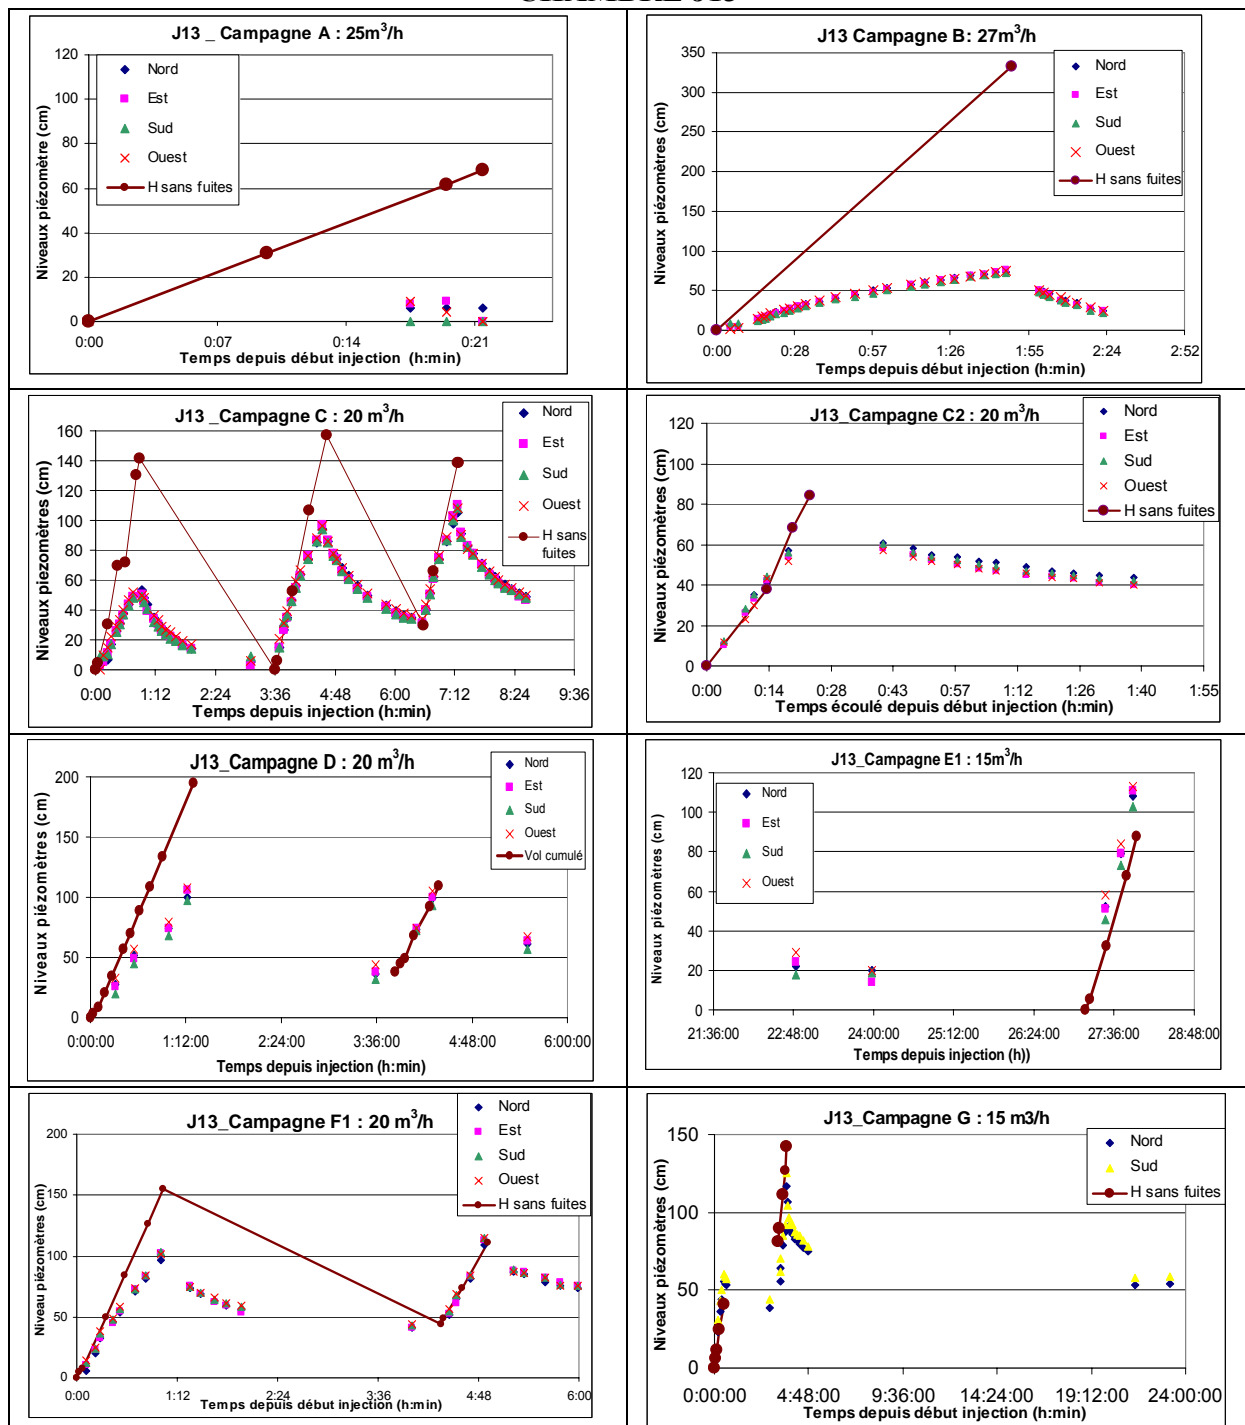 J13 _ Campagne A : 25m³/h
Niveaux piézomètre (cm)
120
100
80
60
40
20
0
Nord
Est
Sud
Ouest
H sans fuites
0:00 0:07 0:14 0:21
Temps depuis début injection (h:min)
J13 Campagne B: 27m³/h
Niveaux piézomètres (cm)
350
300
250
200
150
100
50
0
Nord
Est
Sud
Ouest
H sans fuites
0:00 0:28 0:57 1:26 1:55 2:24 2:52
Temps depuis début injection (h:min)
J13 _Campagne C : 20 m³/h
Niveaux piézomètres (cm)
160
140
120
100
80
60
40
20
0
Nord
Est
Sud
Ouest
H sans
fuites
0:00 1:12 2:24 3:36 4:48 6:00 7:12 8:24 9:36
Temps depuis injection (h:min)
J13_Campagne C2 : 20 m³/h
Niveaux piézomètres (cm)
120
100
80
60
40
20
0
Nord
Est
Sud
Ouest
H sans fuites
0:00 0:14 0:28 0:43 0:57 1:12 1:26 1:40 1:55
Temps écoulé depuis début injection (h:min)
J13_Campagne D : 20 m³/h
Niveaux piézomètres (cm)
200
150
100
50
0
Nord
Est
Sud
Ouest
Vol cumulé
0:00:00 1:12:00 2:24:00 3:36:00 4:48:00 6:00:00
Temps depuis injection (h:min)
J13_Campagne E1 : 15m³/h
Niveaux piézomètres (cm)
120
100
80
60
40
20
0
Nord
Est
Sud
Ouest
21:36:00 22:48:00 24:00:00 25:12:00 26:24:00 27:36:00 28:48:00
Temps depuis injection (h))
J13_Campagne F1 : 20 m³/h
Niveau piézomètres (cm)
200
150
100
50
0
Nord
Est
Sud
Ouest
H sans fuites
0:00 1:12 2:24 3:36 4:48 6:00
Temps depuis début injection (h:min)
J13_Campagne G : 15 m3/h
Niveaux piézomètres (cm)
150
100
50
0
Nord
Sud
H sans fuites
0:00:00 4:48:00 9:36:00 14:24:00 19:12:00 24:00:00
Temps depuis début injection (h:min)